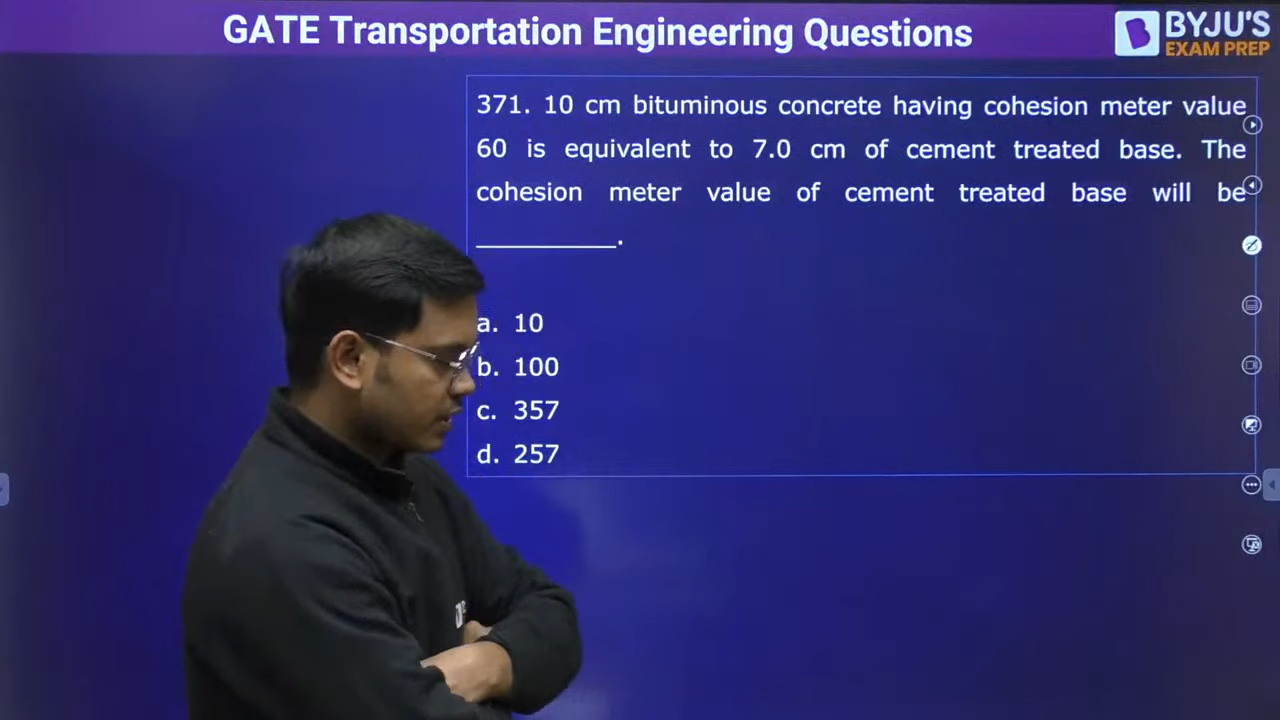 GATE Transportation Engineering Questions
BYJU'S
EXAM PREP
371. 10 cm bituminous concrete having cohesion meter value
60 is equivalent to 7.0 cm of cement treated base. The
cohesion meter value of cement treated base will be
__________.
a. 10
b. 100
c. 357
d. 257